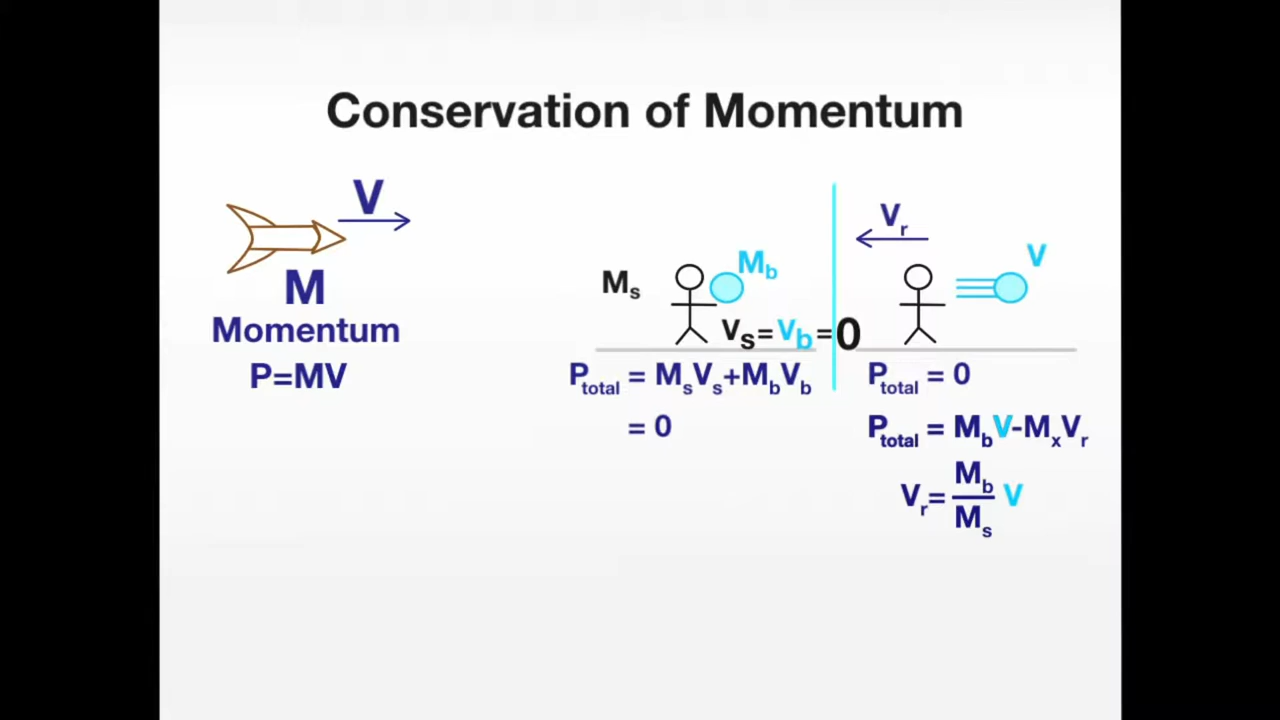 Conservation of Momentum
V
M
Momentum
P=MV
Ms
Mb
Vs=Vb=0
Ptotal = MsVs+MbVb
= 0
Vr
V
Ptotal = 0
Ptotal = MbV-MxVr
Vr=
Mb
Ms
V